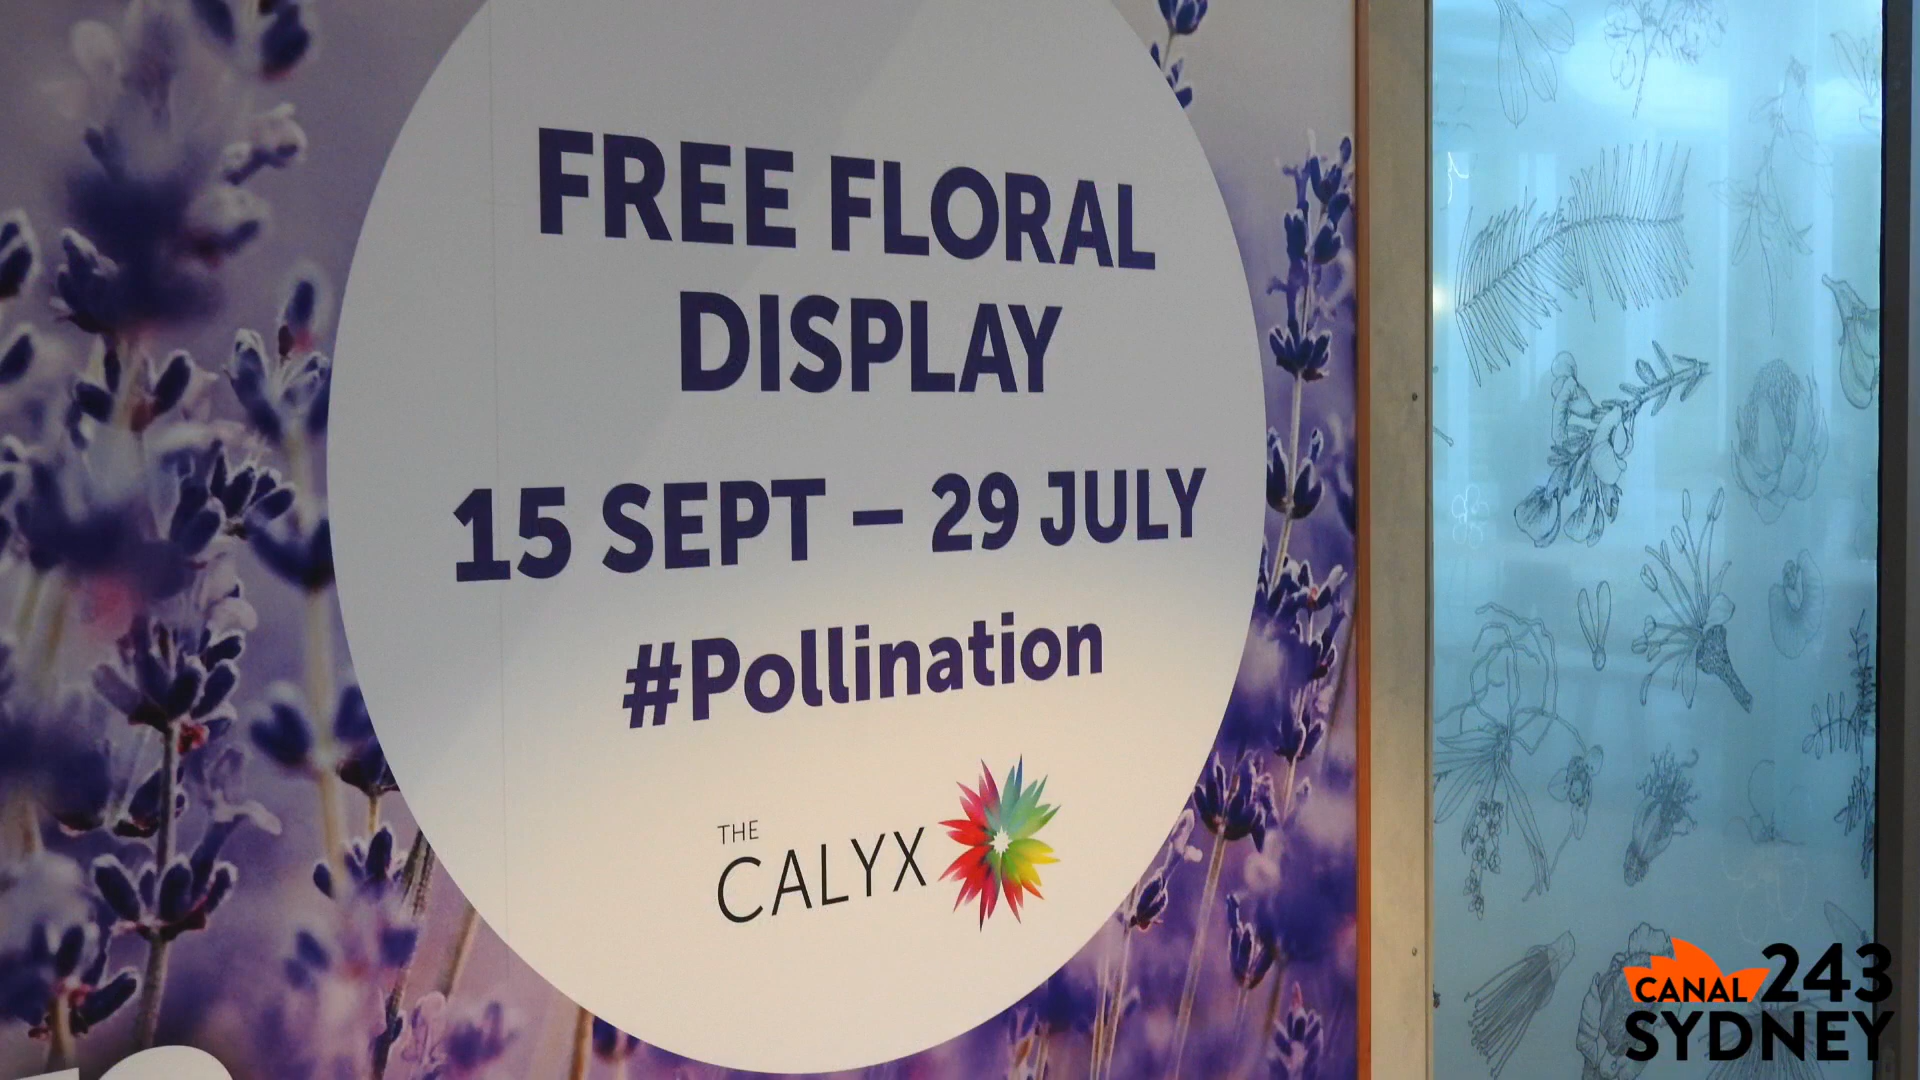 FREE FLORAL
DISPLAY
15 SEPT – 29 JULY
#Pollination
THE
CALYX
CANAL 243
SYDNEY